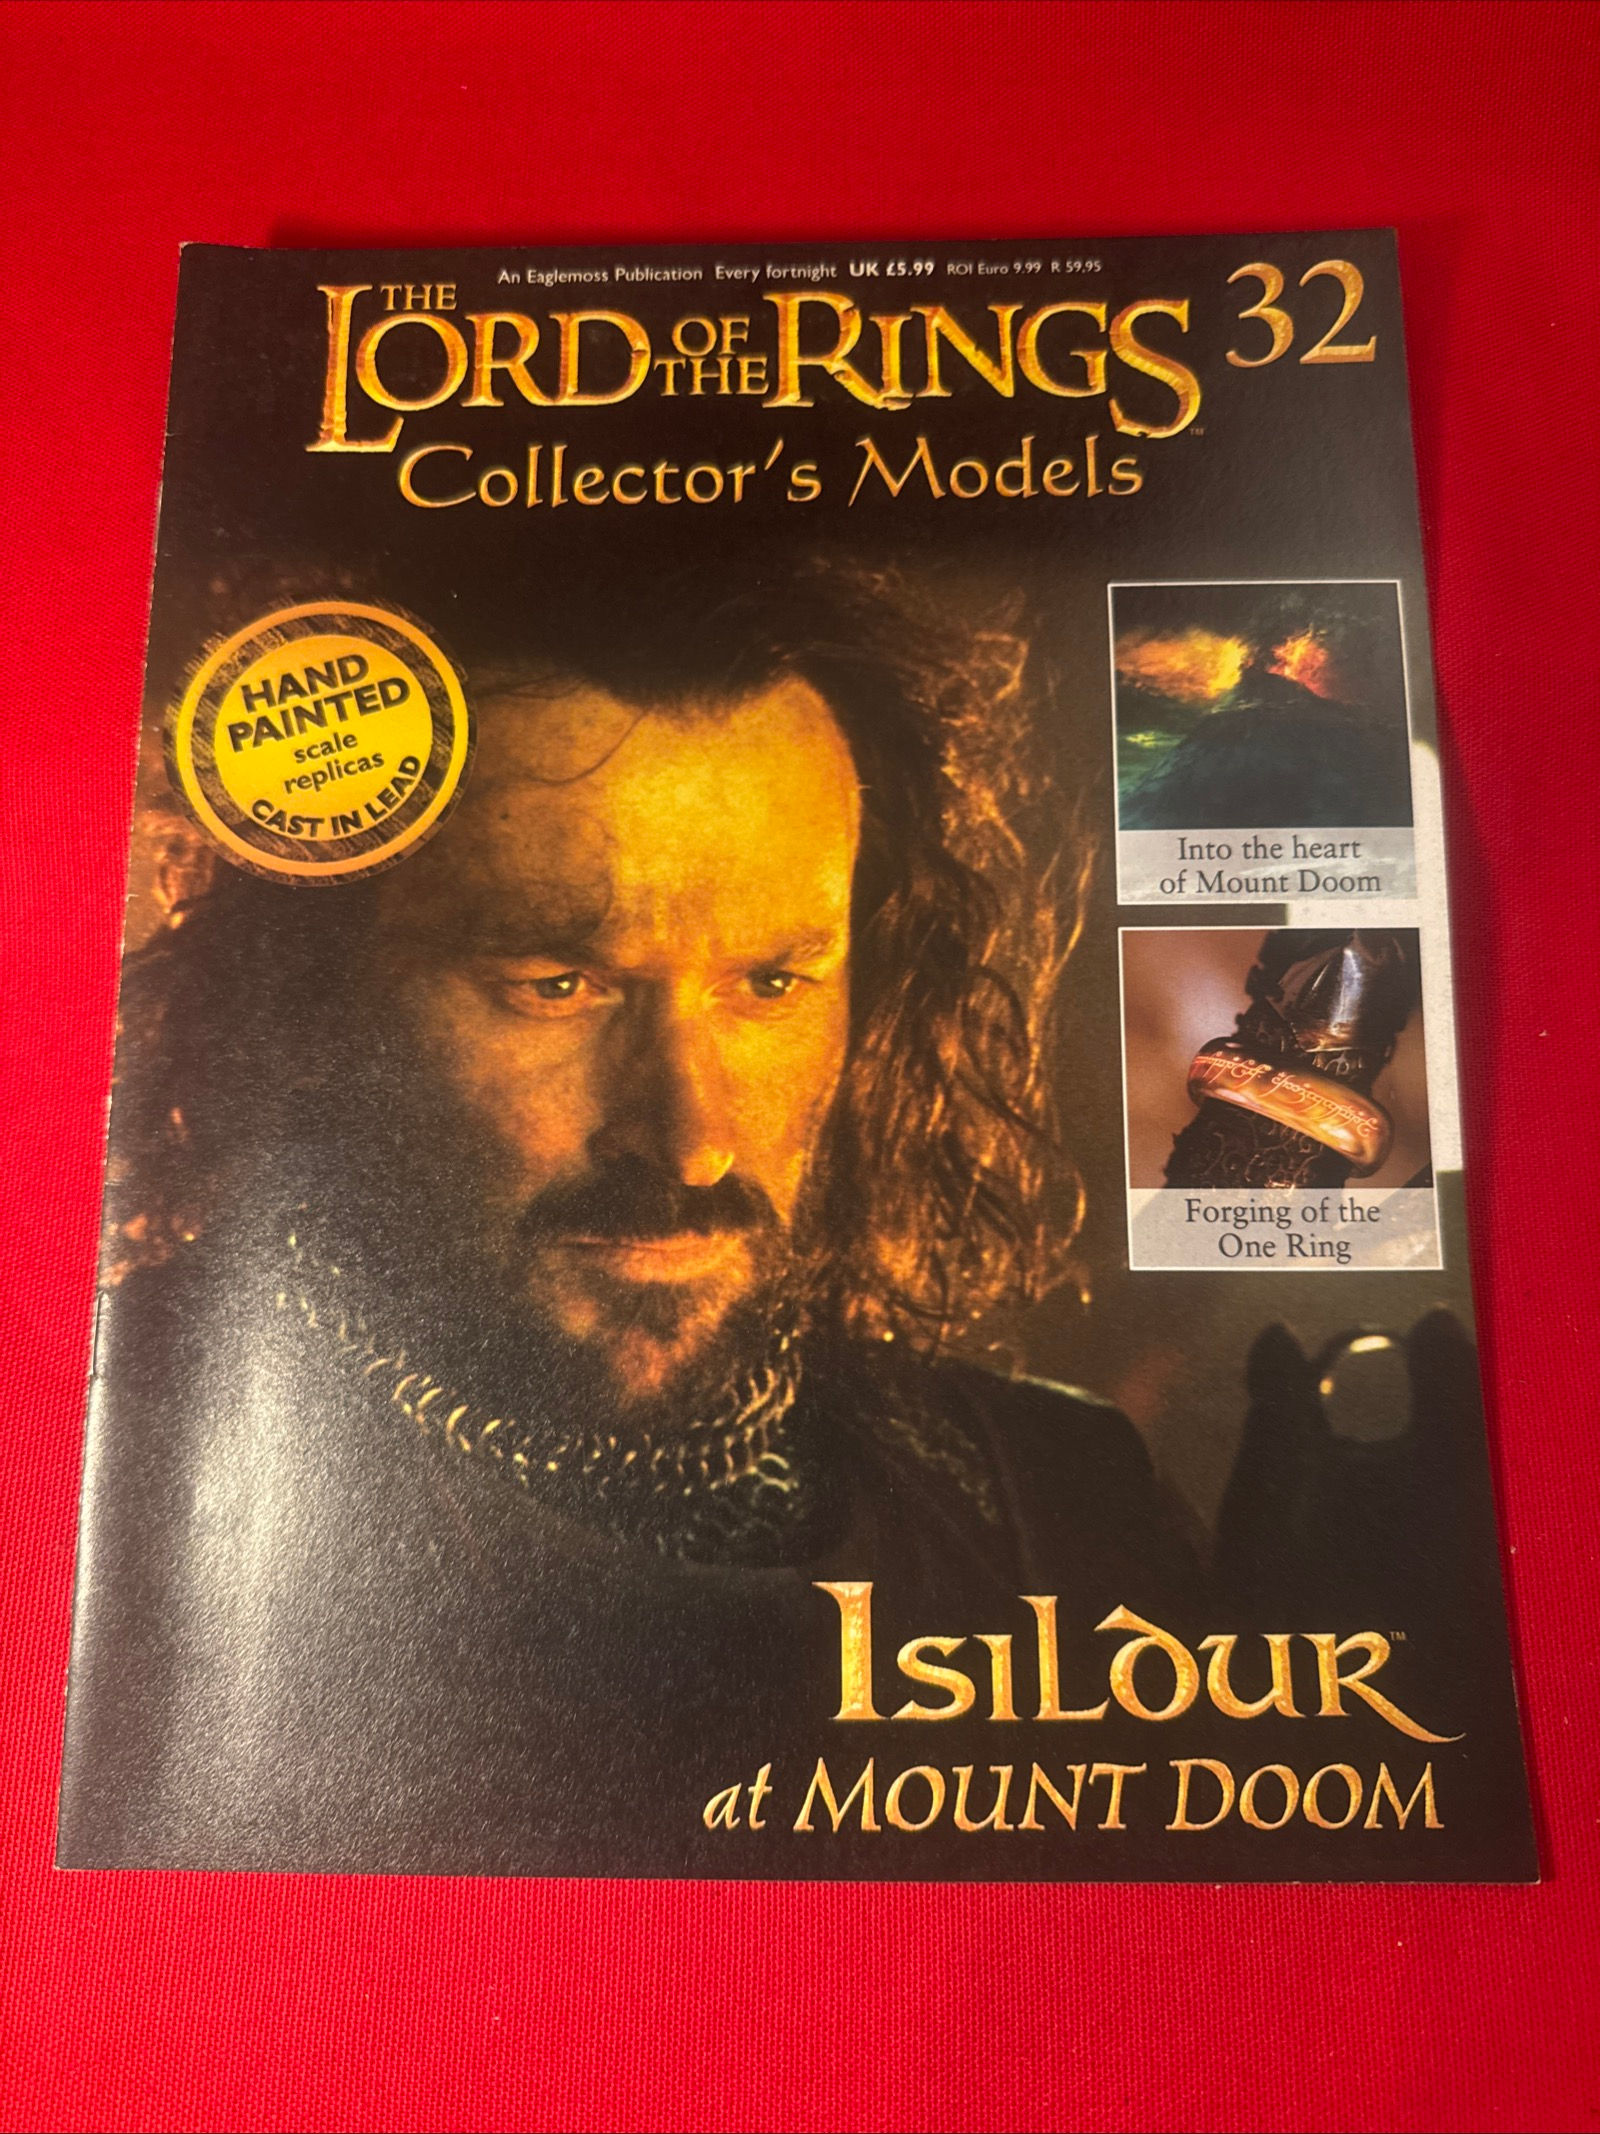 An Eaglemoss Publication Every fortnight UK £5.99 ROI Euro 9.99 R 59.95
THE LORD OF THE RINGS™ 32
Collector's Models
HAND
PAINTED
scale
replicas
CAST IN LEAD
Into the heart
of Mount Doom
Forging of the
One Ring
ISILDUR™
at MOUNT DOOM